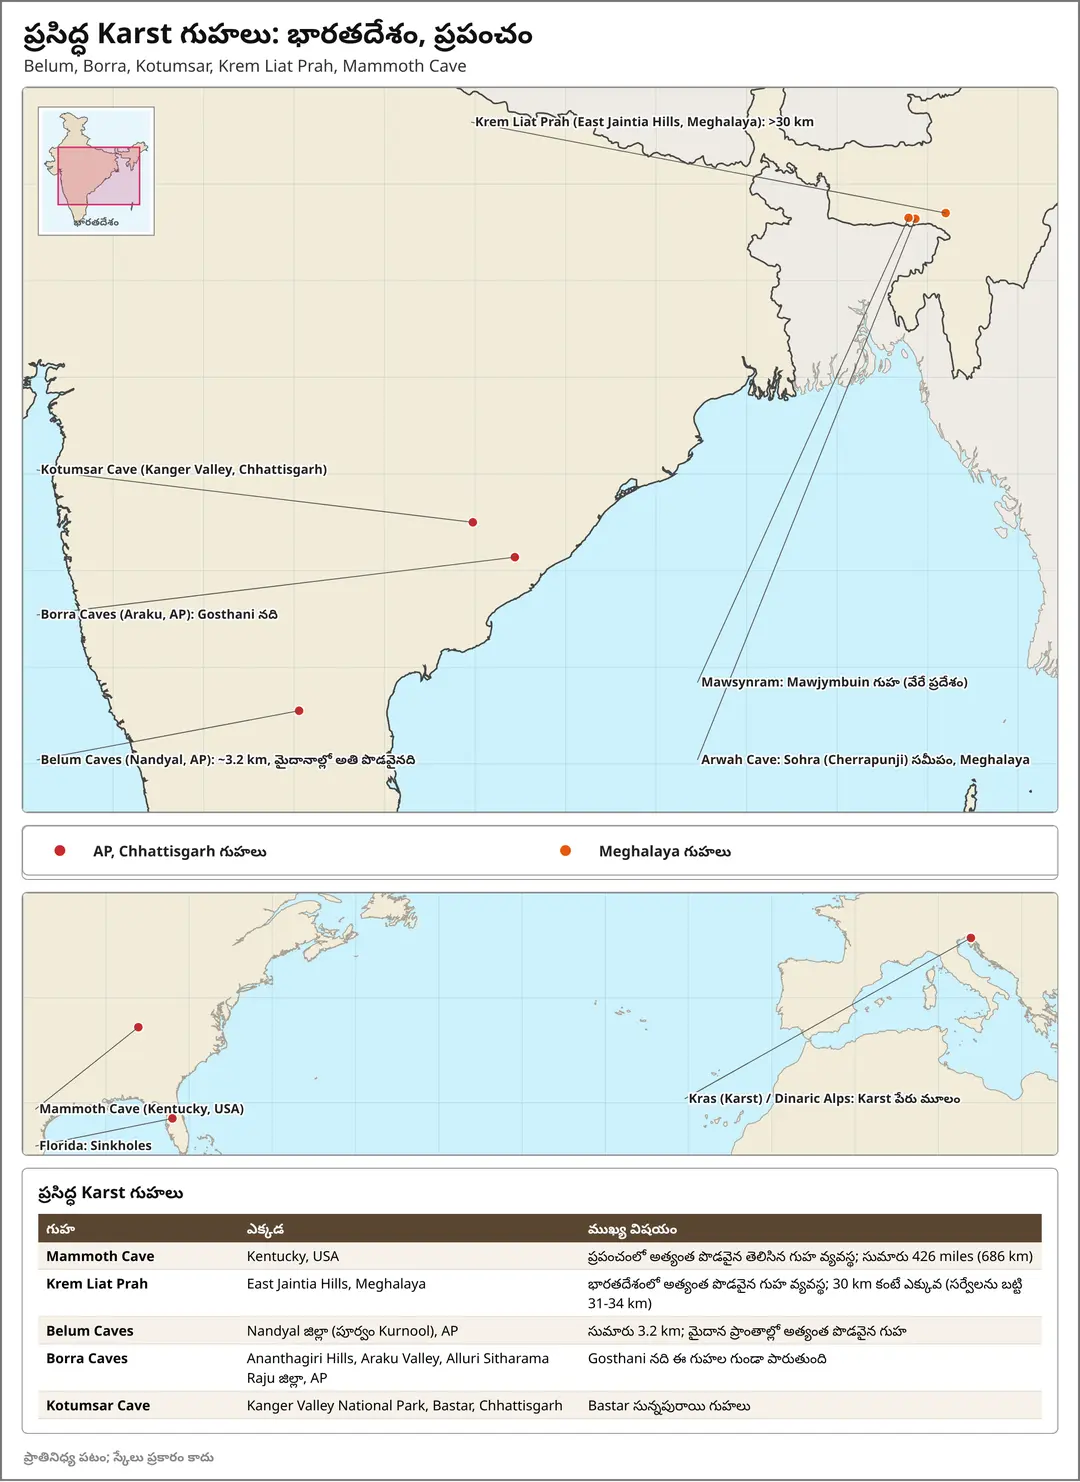 ప్రసిద్ధ Karst గుహలు: భారతదేశం, ప్రపంచం
Belum, Borra, Kotumsar, Krem Liat Prah, Mammoth Cave
Krem Liat Prah (East Jaintia Hills, Meghalaya): >30 km
భారతదేశం
Kotumsar Cave (Kanger Valley, Chhattisgarh)
Borra Caves (Araku, AP): Gosthani నది
Mawsynram: Mawjymbuin గుహ (వేరే ప్రదేశం)
Belum Caves (Nandyal, AP): ~3.2 km, మైదానాల్లో అతి పొడవైనది
Arwah Cave: Sohra (Cherrapunji) సమీపం, Meghalaya
AP, Chhattisgarh గుహలు
Meghalaya గుహలు
Kras (Karst) / Dinaric Alps: Karst పేరు మూలం
Mammoth Cave (Kentucky, USA)
Florida: Sinkholes
ప్రసిద్ధ Karst గుహలు
గుహ ఎక్కడ ముఖ్య విషయం
Mammoth Cave Kentucky, USA ప్రపంచంలో అత్యంత పొడవైన తెలిసిన గుహ వ్యవస్థ; సుమారు 426 miles (686 km)
Krem Liat Prah East Jaintia Hills, Meghalaya భారతదేశంలో అత్యంత పొడవైన గుహ వ్యవస్థ; 30 km కంటే ఎక్కువ (సర్వేలను బట్టి
31-34 km)
Belum Caves Nandyal జిల్లా (పూర్వం Kurnool), AP సుమారు 3.2 km; మైదాన ప్రాంతాల్లో అత్యంత పొడవైన గుహ
Borra Caves Ananthagiri Hills, Araku Valley, Alluri Sitharama Gosthani నది ఈ గుహల గుండా పారుతుంది
Raju జిల్లా, AP
Kotumsar Cave Kanger Valley National Park, Bastar, Chhattisgarh Bastar సున్నపురాయి గుహలు
ప్రాతినిధ్య పటం; స్కేలు ప్రకారం కాదు